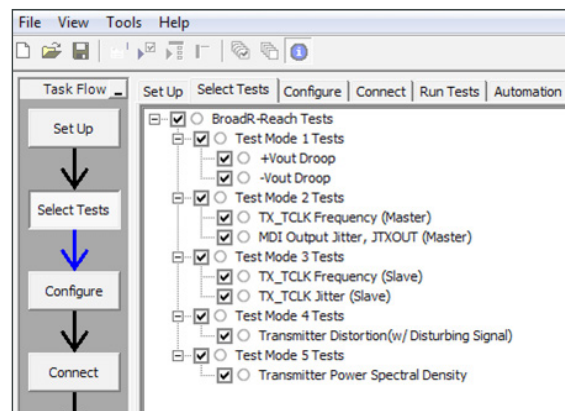 File View Tools Help
Task Flow
Set Up
Select Tests
Configure
Connect
Set Up Select Tests Configure Connect Run Tests Automation
BroadR-Reach Tests
Test Mode 1 Tests
+Vout Droop
-Vout Droop
Test Mode 2 Tests
TX_TCLK Frequency (Master)
MDI Output Jitter, JTXOUT (Master)
Test Mode 3 Tests
TX_TCLK Frequency (Slave)
TX_TCLK Jitter (Slave)
Test Mode 4 Tests
Transmitter Distortion(w/ Disturbing Signal)
Test Mode 5 Tests
Transmitter Power Spectral Density